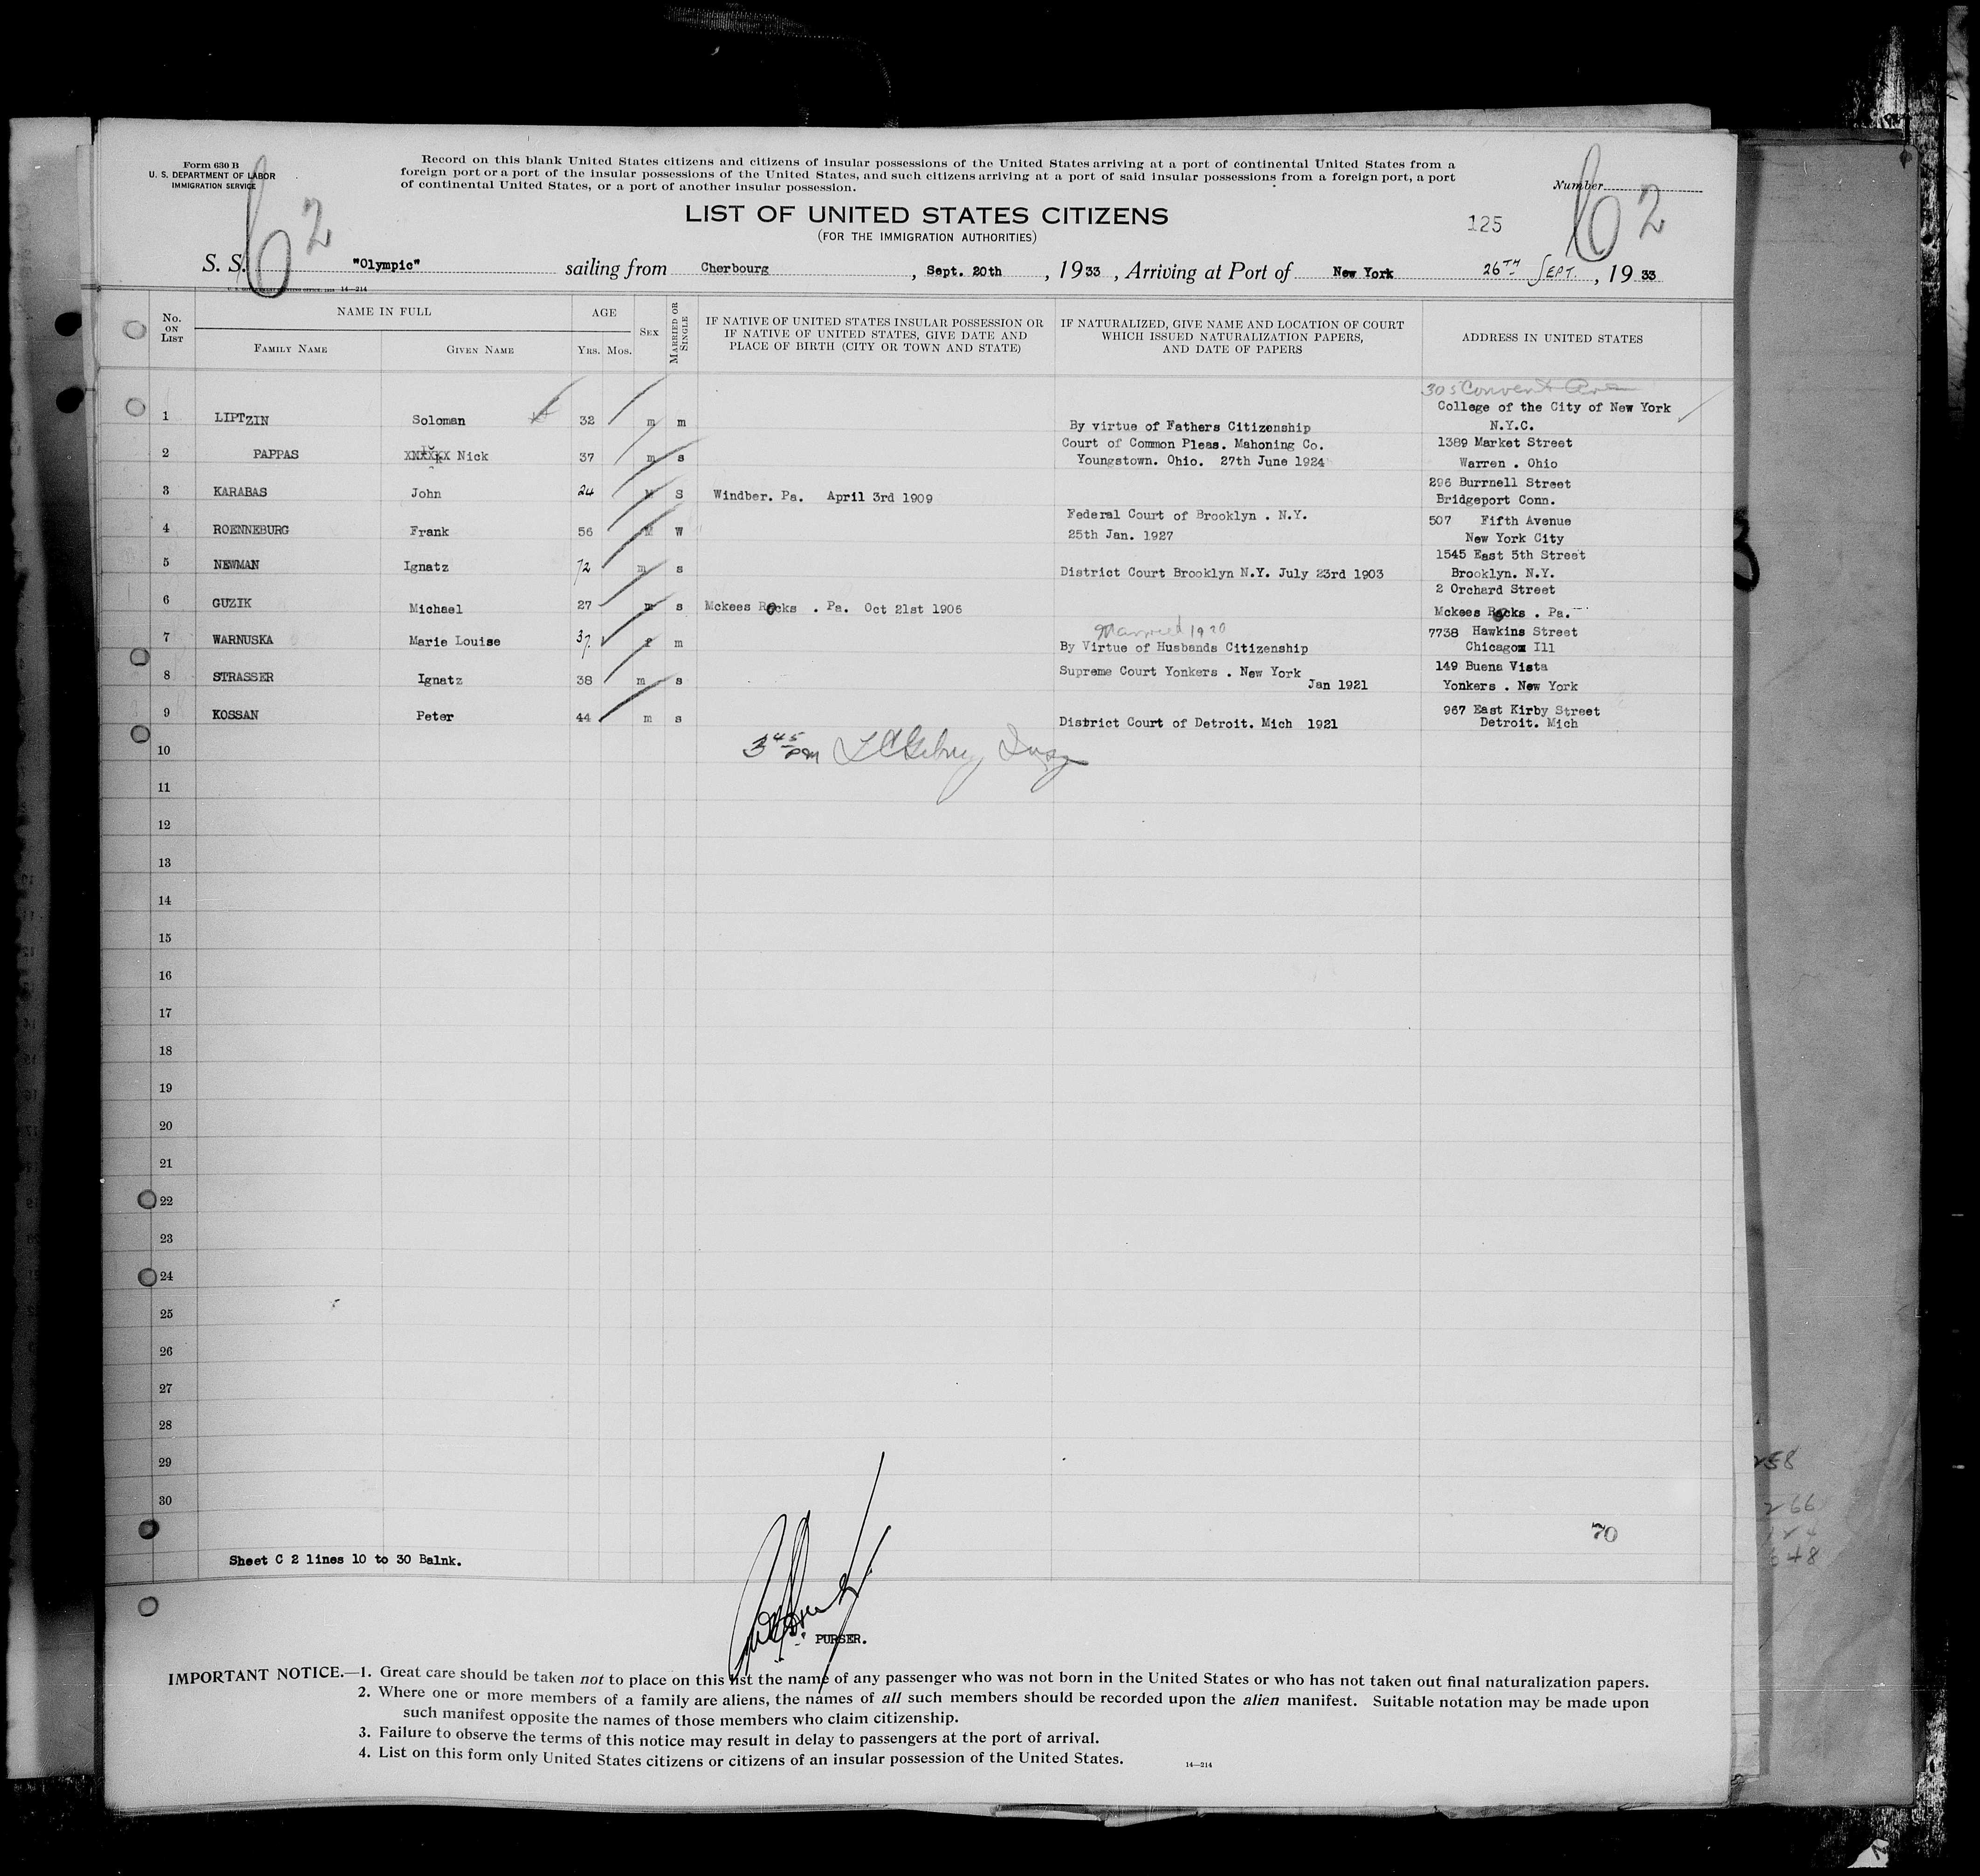 Form 630 B
U. S. DEPARTMENT OF LABOR
IMMIGRATION SERVICE
Record on this blank United States citizens and citizens of insular possessions of the United States arriving at a port of continental United States from a
foreign port or a port of the insular possessions of the United States, and such citizens arriving at a port of said insular possessions from a foreign port, a port
of continental United States, or a port of another insular possession.
Number
62
62
LIST OF UNITED STATES CITIZENS
(FOR THE IMMIGRATION AUTHORITIES)
125
S. S. "Olympic" sailing from Cherbourg, Sept. 20th, 1933, Arriving at Port of New York 26TH SEPT., 1933
14—214
No. ON LIST
NAME IN FULL
FAMILY NAME
GIVEN NAME
AGE
YRS. MOS.
SEX
MARRIED OR SINGLE
IF NATIVE OF UNITED STATES INSULAR POSSESSION OR
IF NATIVE OF UNITED STATES, GIVE DATE AND
PLACE OF BIRTH (CITY OR TOWN AND STATE)
IF NATURALIZED, GIVE NAME AND LOCATION OF COURT
WHICH ISSUED NATURALIZATION PAPERS,
AND DATE OF PAPERS
ADDRESS IN UNITED STATES
305 Convent Ave
College of the City of New York
1 LIPTZIN Soloman 32 m m By virtue of Fathers Citizenship N.Y.C.
2 PAPPAS Nick 37 m s Court of Common Pleas. Mahoning Co. 1389 Market Street
Youngstown. Ohio. 27th June 1924 Warren . Ohio
3 KARABAS John 24 M S Windber. Pa. April 3rd 1909 296 Burrnell Street
Bridgeport Conn.
4 ROENNEBURG Frank 56 M W Federal Court of Brooklyn . N.Y. 507 Fifth Avenue
25th Jan. 1927 New York City
5 NEWMAN Ignatz 72 m s District Court Brooklyn N.Y. July 23rd 1903 1545 East 5th Street
Brooklyn. N.Y.
6 GUZIK Michael 27 m s Mckees Rocks . Pa. Oct 21st 1906 2 Orchard Street
Mckees Rocks . Pa.
Married 1920
7 WARNUSKA Marie Louise 37. f m By Virtue of Husbands Citizenship 7738 Hawkins Street
Chicagox Ill
8 STRASSER Ignatz 38 m s Supreme Court Yonkers . New York 149 Buena Vista
Jan 1921 Yonkers . New York
9 KOSSAN Peter 44 m s District Court of Detroit. Mich 1921 967 East Kirby Street
Detroit. Mich
10 3 45 pm
11
12
13
14
15
16
17
18
19
20
21
22
23
24
25
26
27
28
29
30
70
Sheet C 2 lines 10 to 30 Balnk.
PURSER.
IMPORTANT NOTICE.—1. Great care should be taken not to place on this list the name of any passenger who was not born in the United States or who has not taken out final naturalization papers.
2. Where one or more members of a family are aliens, the names of all such members should be recorded upon the alien manifest. Suitable notation may be made upon
such manifest opposite the names of those members who claim citizenship.
3. Failure to observe the terms of this notice may result in delay to passengers at the port of arrival.
4. List on this form only United States citizens or citizens of an insular possession of the United States.
14—214